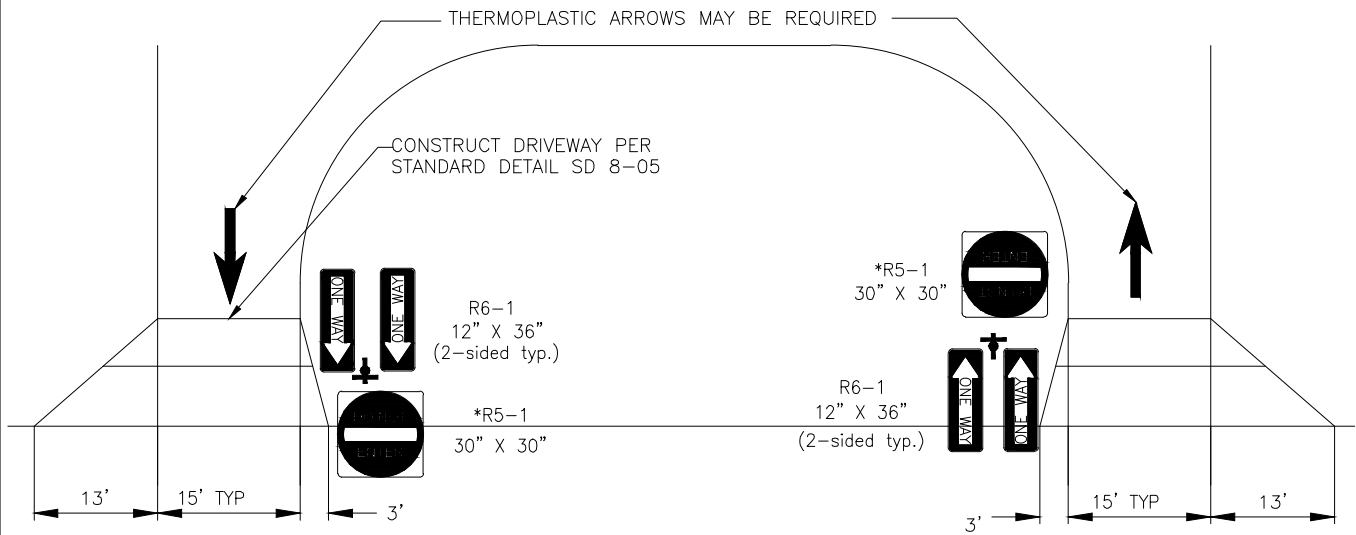 THERMOPLASTIC ARROWS MAY BE REQUIRED
CONSTRUCT DRIVEWAY PER
STANDARD DETAIL SD 8-05
ONE WAY
ONE WAY
R6-1
12" X 36"
(2-sided typ.)
*R5-1
30" X 30"
ENTER
*R5-1
30" X 30"
ENTER
R6-1
12" X 36"
(2-sided typ.)
ONE WAY
ONE WAY
13'
15' TYP
3'
3'
15' TYP
13'